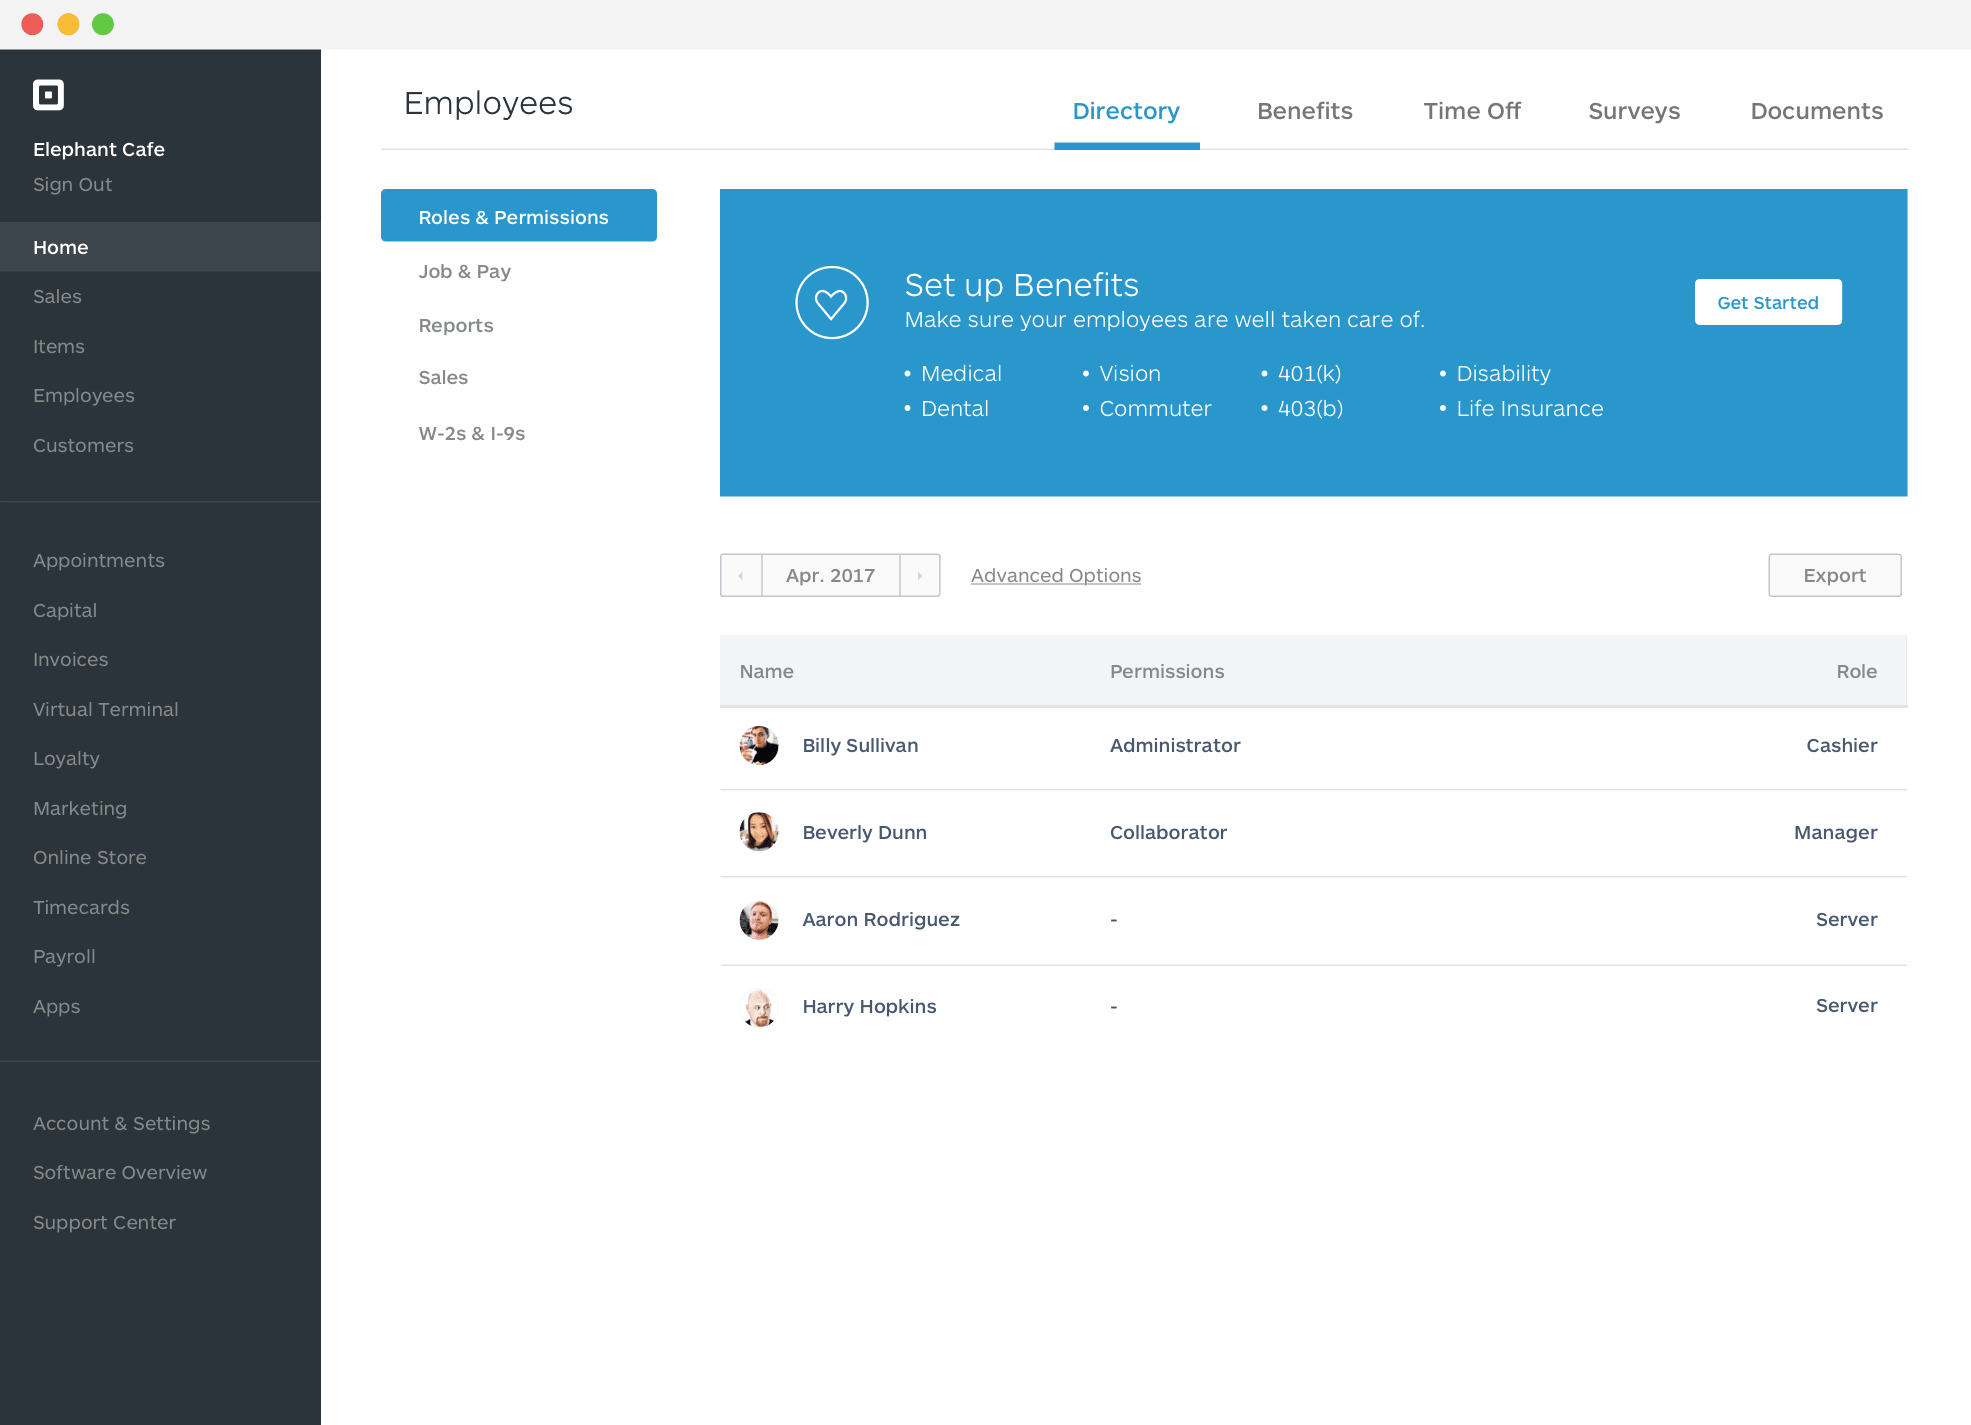 Elephant Cafe
Sign Out
Home
Sales
Items
Employees
Customers
Appointments
Capital
Invoices
Virtual Terminal
Loyalty
Marketing
Online Store
Timecards
Payroll
Apps
Account & Settings
Software Overview
Support Center
Employees
Directory Benefits Time Off Surveys Documents
Roles & Permissions
Job & Pay
Reports
Sales
W-2s & I-9s
Set up Benefits
Make sure your employees are well taken care of.
Get Started
• Medical • Vision • 401(k) • Disability
• Dental • Commuter • 403(b) • Life Insurance
Apr. 2017 Advanced Options Export
Name Permissions Role
Billy Sullivan Administrator Cashier
Beverly Dunn Collaborator Manager
Aaron Rodriguez - Server
Harry Hopkins - Server